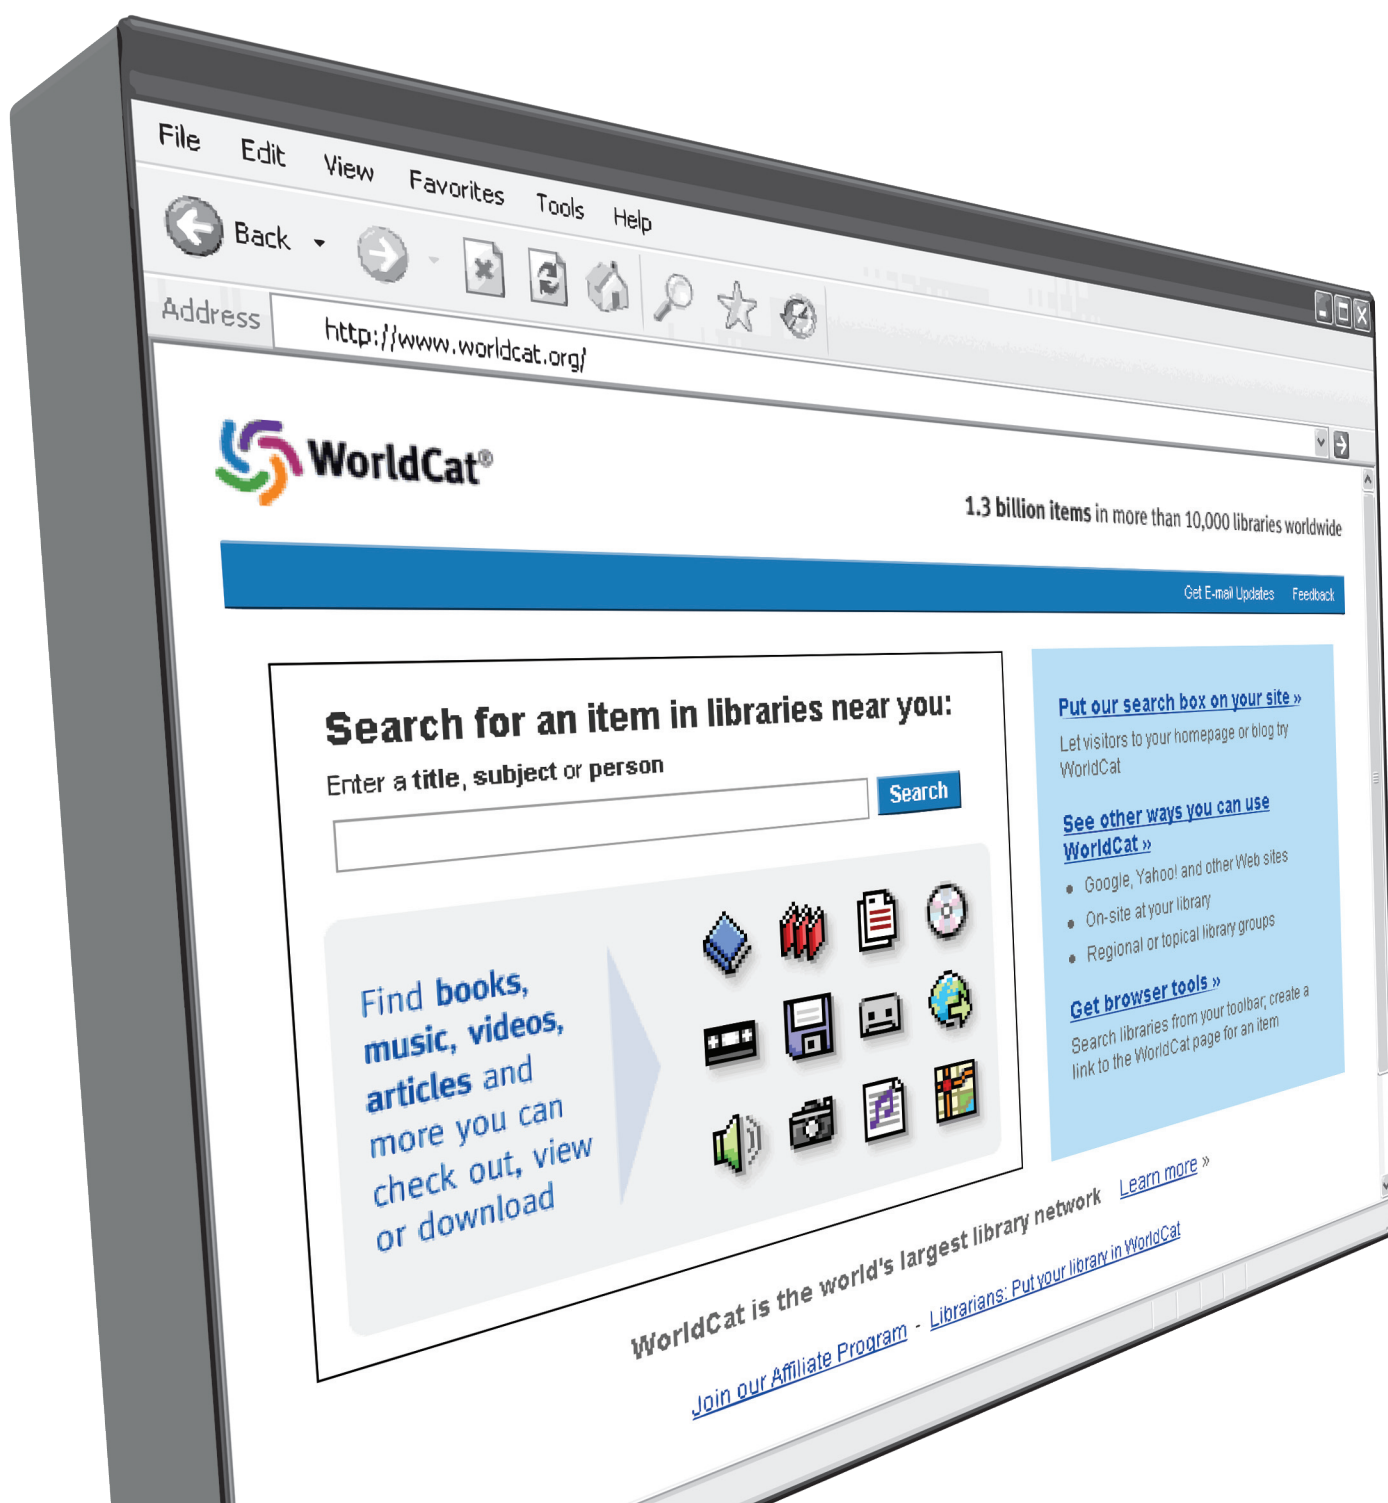 File Edit View Favorites Tools Help
Back
Address http://www.worldcat.org/
WorldCat®
1.3 billion items in more than 10,000 libraries worldwide
Get E-mail Updates Feedback
Search for an item in libraries near you:
Enter a title, subject or person
Search
Find books,
music, videos,
articles and
more you can
check out, view
or download
Put our search box on your site »
Let visitors to your homepage or blog try
WorldCat
See other ways you can use
WorldCat »
• Google, Yahoo! and other Web sites
• On-site at your library
• Regional or topical library groups
Get browser tools »
Search libraries from your toolbar; create a
link to the WorldCat page for an item
WorldCat is the world's largest library network Learn more »
Join our Affiliate Program - Librarians: Put your library in WorldCat